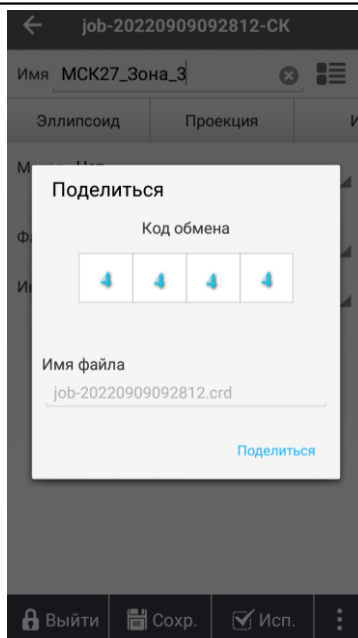 job-20220909092812-СК
Имя МСК27_Зона_3
Эллипсоид Проекция И
Поделиться
Код обмена
4 4 4 4
Имя файла
job-20220909092812.crd
Поделиться
Выйти Сохр. Исп.